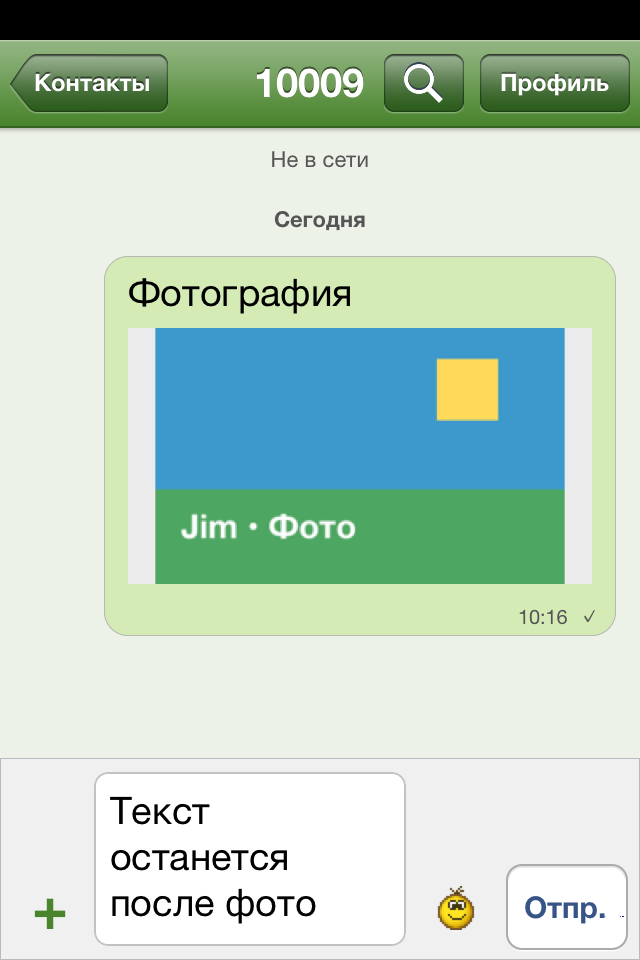 Контакты
10009
Профиль
Не в сети
Сегодня
Фотография
Jim • Фото
10:16 ✓
Текст
останется
после фото
+
Отпр.